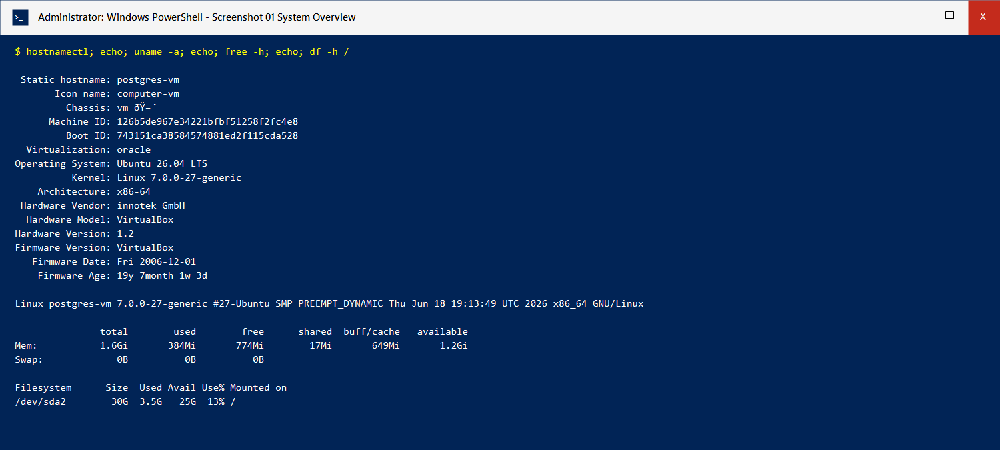 Administrator: Windows PowerShell - Screenshot 01 System Overview
X
$ hostnamectl; echo; uname -a; echo; free -h; echo; df -h /
Static hostname: postgres-vm
Icon name: computer-vm
Chassis: vm ðŸ–´
Machine ID: 126b5de967e34221bfbf51258f2fc4e8
Boot ID: 743151ca38584574881ed2f115cda528
Virtualization: oracle
Operating System: Ubuntu 26.04 LTS
Kernel: Linux 7.0.0-27-generic
Architecture: x86-64
Hardware Vendor: innotek GmbH
Hardware Model: VirtualBox
Hardware Version: 1.2
Firmware Version: VirtualBox
Firmware Date: Fri 2006-12-01
Firmware Age: 19y 7month 1w 3d
Linux postgres-vm 7.0.0-27-generic #27-Ubuntu SMP PREEMPT_DYNAMIC Thu Jun 18 19:13:49 UTC 2026 x86_64 GNU/Linux
total used free shared buff/cache available
Mem: 1.6Gi 384Mi 774Mi 17Mi 649Mi 1.2Gi
Swap: 0B 0B 0B
Filesystem Size Used Avail Use% Mounted on
/dev/sda2 30G 3.5G 25G 13% /